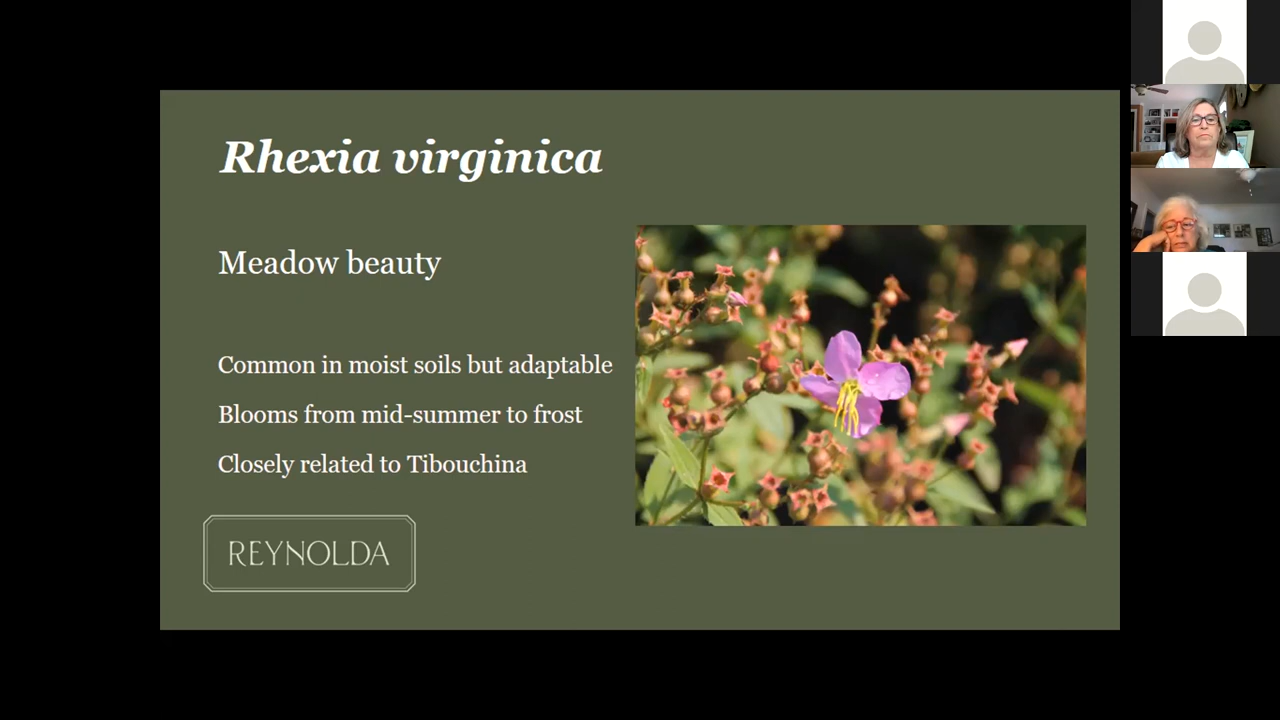 Rhexia virginica
Meadow beauty
Common in moist soils but adaptable
Blooms from mid-summer to frost
Closely related to Tibouchina
REYNOLDA